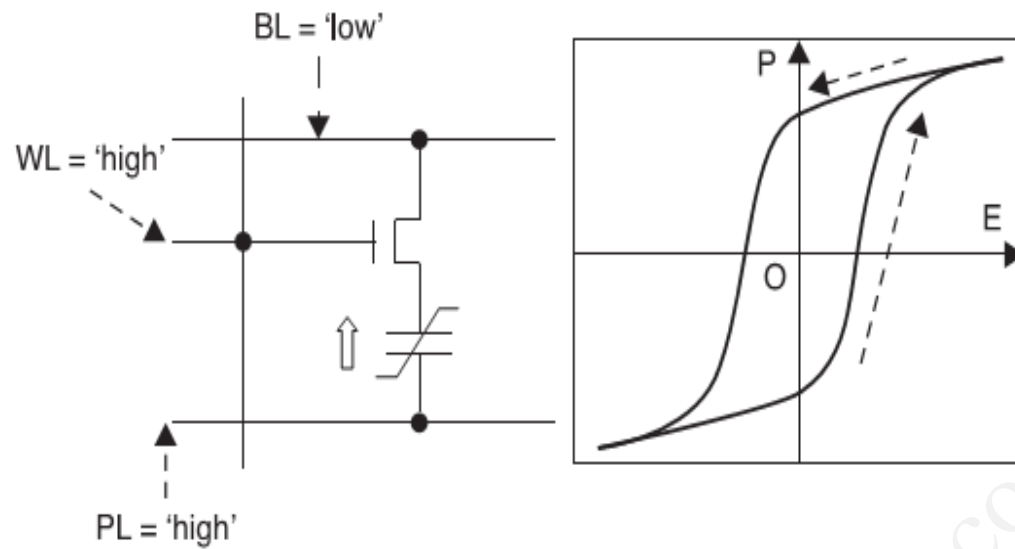 BL = ‘low’
WL = ‘high’
PL = ‘high’
P
E
O